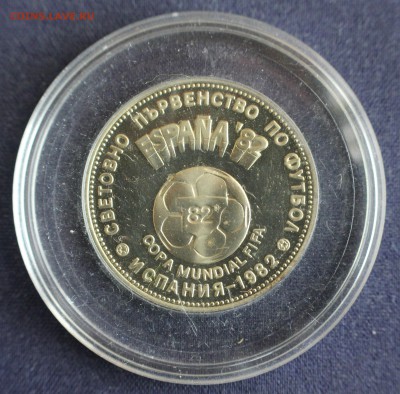 СВЕТОВНО ПЪРВЕНСТВО ПО ФУТБОЛ
ESPAÑA '82
82
COPA MUNDIAL FIFA
ИСПАНИЯ-1982